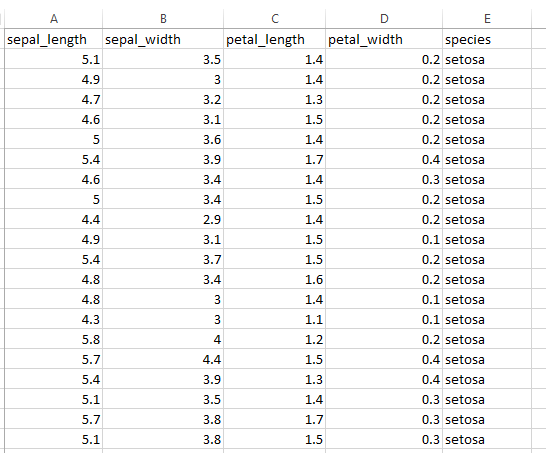 A B C D E
sepal_length sepal_width petal_length petal_width species
5.1 3.5 1.4 0.2 setosa
4.9 3 1.4 0.2 setosa
4.7 3.2 1.3 0.2 setosa
4.6 3.1 1.5 0.2 setosa
5 3.6 1.4 0.2 setosa
5.4 3.9 1.7 0.4 setosa
4.6 3.4 1.4 0.3 setosa
5 3.4 1.5 0.2 setosa
4.4 2.9 1.4 0.2 setosa
4.9 3.1 1.5 0.1 setosa
5.4 3.7 1.5 0.2 setosa
4.8 3.4 1.6 0.2 setosa
4.8 3 1.4 0.1 setosa
4.3 3 1.1 0.1 setosa
5.8 4 1.2 0.2 setosa
5.7 4.4 1.5 0.4 setosa
5.4 3.9 1.3 0.4 setosa
5.1 3.5 1.4 0.3 setosa
5.7 3.8 1.7 0.3 setosa
5.1 3.8 1.5 0.3 setosa